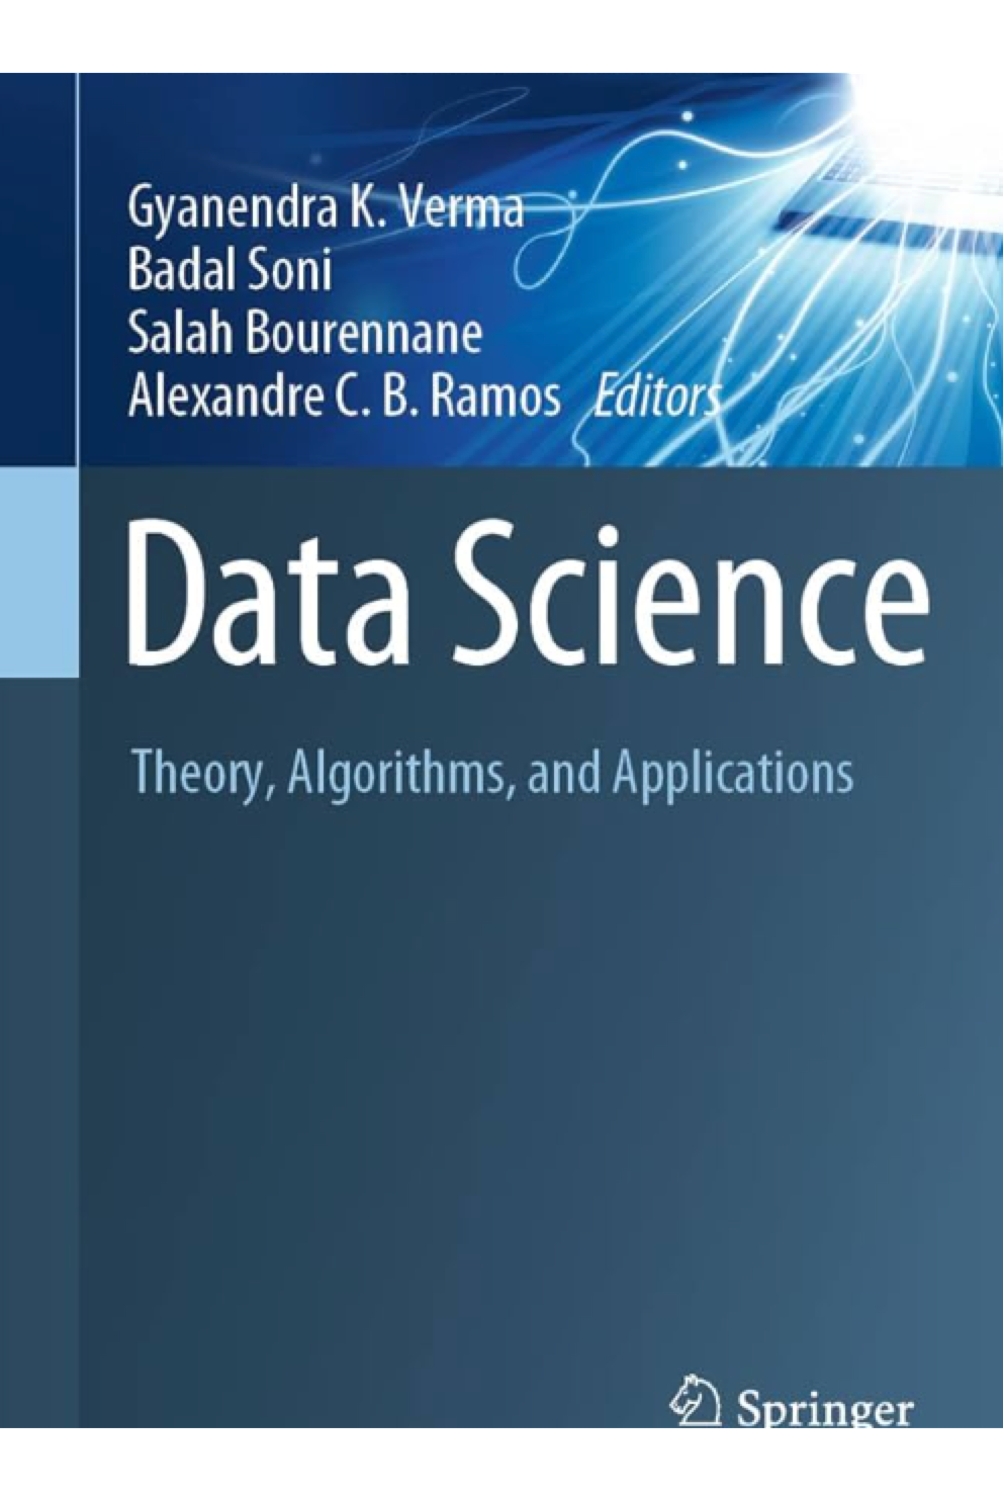 Gyanendra K. Verma
Badal Soni
Salah Bourennane
Alexandre C. B. Ramos Editors
Data Science
Theory, Algorithms, and Applications
Springer